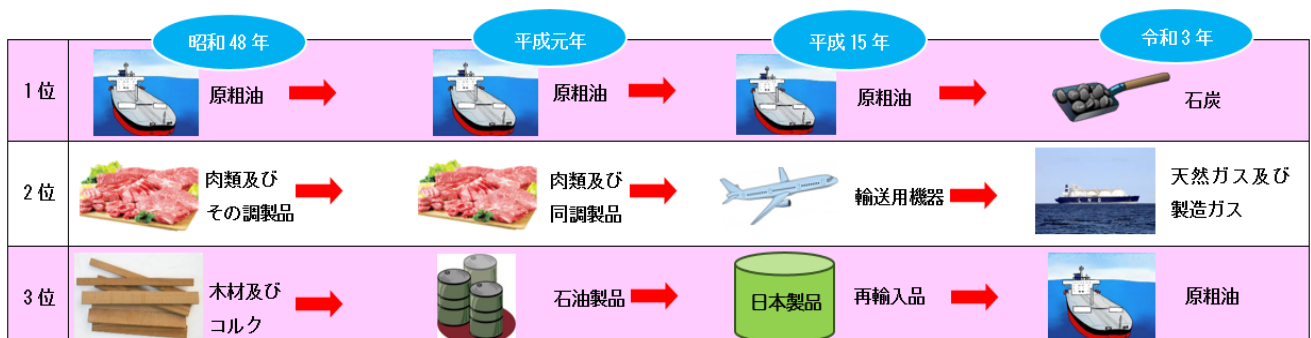 昭和48年
平成元年
平成15年
令和3年
1位
原粗油
原粗油
原粗油
石炭
2位
肉類及び
その調製品
肉類及び
同調製品
輸送用機器
天然ガス及び
製造ガス
3位
木材及び
コルク
石油製品
日本製品
再輸入品
原粗油